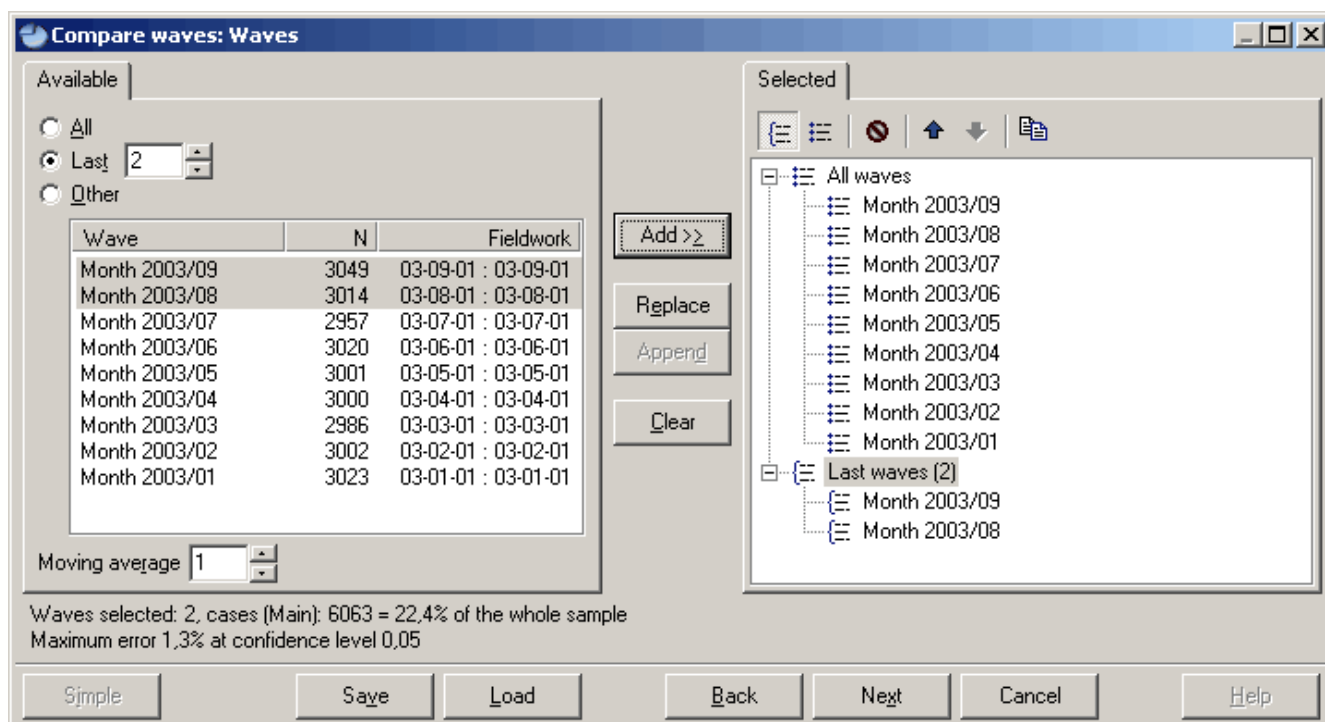 Compare waves: Waves
Available
All
Last 2
Other
Wave N Fieldwork
Month 2003/09 3049 03-09-01 : 03-09-01
Month 2003/08 3014 03-08-01 : 03-08-01
Month 2003/07 2957 03-07-01 : 03-07-01
Month 2003/06 3020 03-06-01 : 03-06-01
Month 2003/05 3001 03-05-01 : 03-05-01
Month 2003/04 3000 03-04-01 : 03-04-01
Month 2003/03 2986 03-03-01 : 03-03-01
Month 2003/02 3002 03-02-01 : 03-02-01
Month 2003/01 3023 03-01-01 : 03-01-01
Moving average 1
Add >>
Replace
Append
Clear
Selected
All waves
Month 2003/09
Month 2003/08
Month 2003/07
Month 2003/06
Month 2003/05
Month 2003/04
Month 2003/03
Month 2003/02
Month 2003/01
Last waves (2)
Month 2003/09
Month 2003/08
Waves selected: 2, cases (Main): 6063 = 22,4% of the whole sample
Maximum error 1,3% at confidence level 0,05
Simple Save Load Back Next Cancel Help